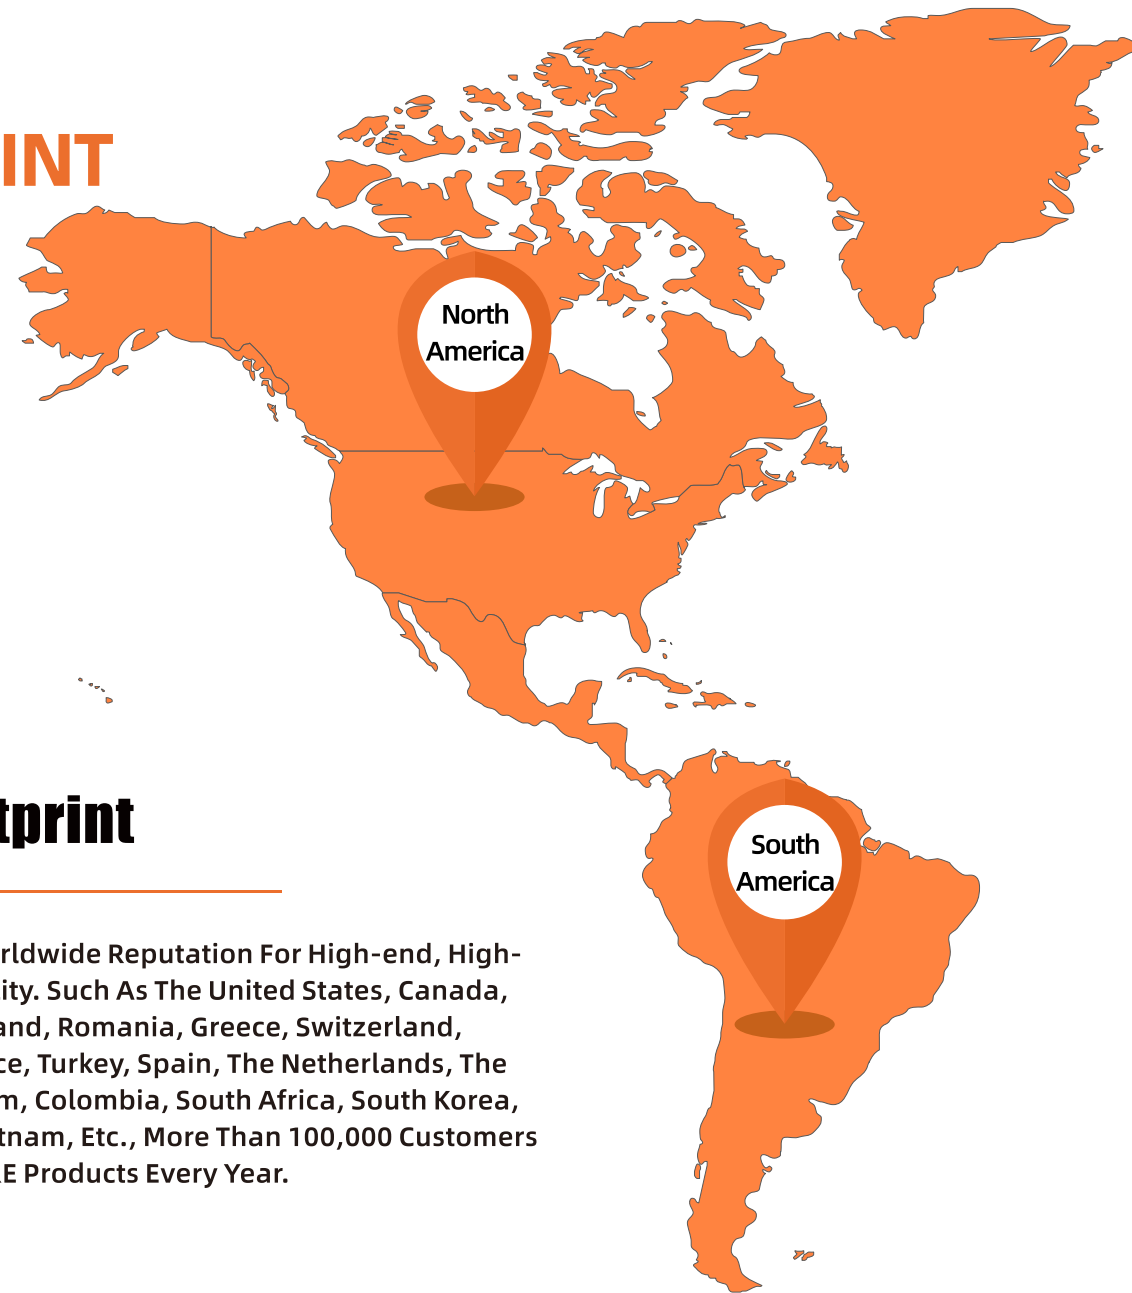 INT
North
America
South
America
tprint
rldwide Reputation For High-end, High-
ity. Such As The United States, Canada,
and, Romania, Greece, Switzerland,
ce, Turkey, Spain, The Netherlands, The
m, Colombia, South Africa, South Korea,
tnam, Etc., More Than 100,000 Customers
E Products Every Year.